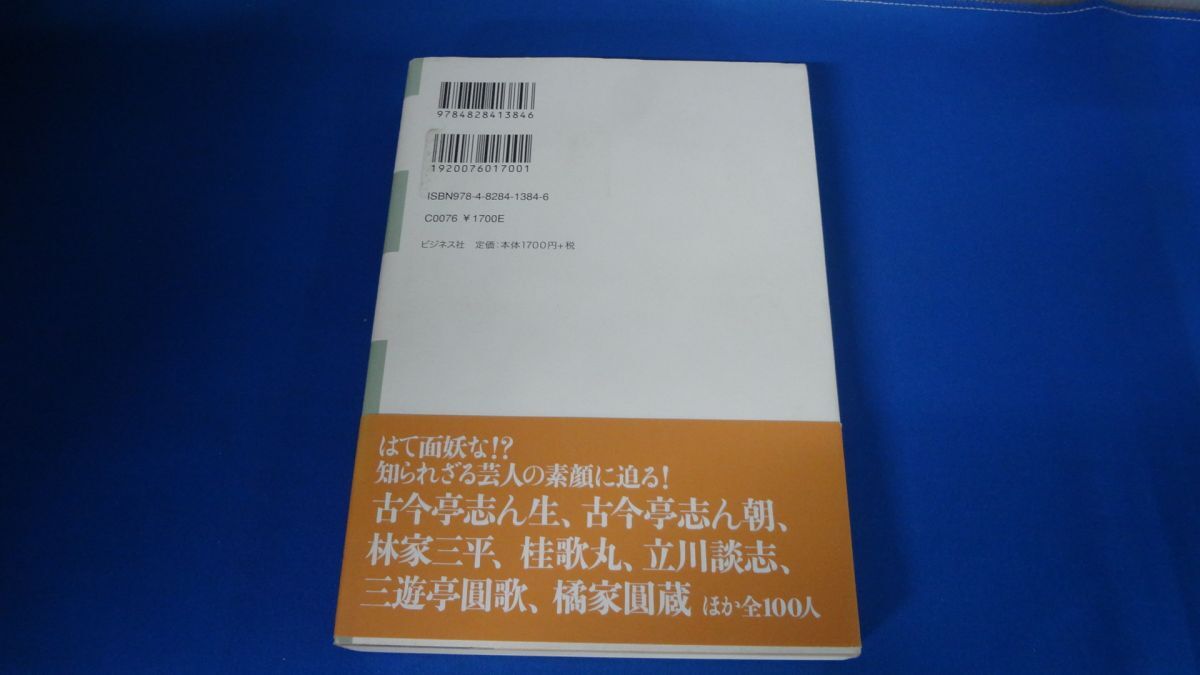 9784828413846
1920076017001
ISBN978-4-8284-1384-6
C0076 ¥1700E
ビジネス社 定価:本体1700円+税
はて面妖な!?
知られざる芸人の素顔に迫る!
古今亭志ん生、古今亭志ん朝、
林家三平、桂歌丸、立川談志、
三遊亭圓歌、橘家圓蔵 ほか全100人